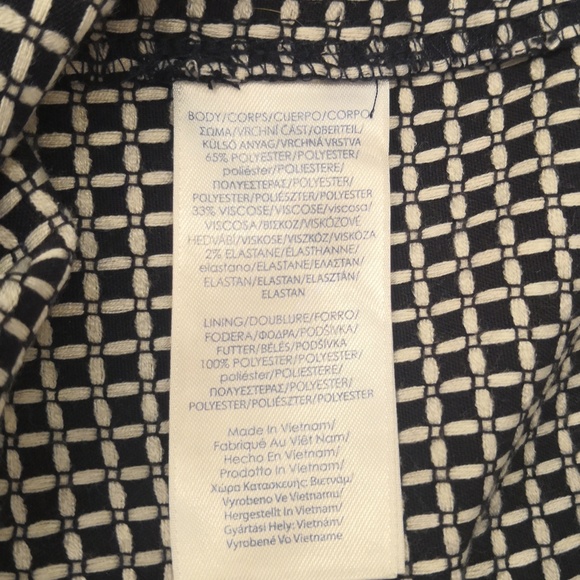 BODY/CORPS/CUERPO/CORPO
ΣΩΜΑ/VRCHNÍ ČÁST/OBERTEIL/
KÜLSŐ ANYAG/VRCHNÁ VRSTVA
65% POLYESTER/POLYESTER/
poliéster/POLIESTERE/
ΠΟΛΥΕΣΤΕΡΑΣ/POLYESTER/
POLYESTER/POLIÉSZTER/POLYESTER
33% VISCOSE/VISCOSE/viscosa/
VISCOSA/ΒΙΣΚΟΖ/VISKÓZOVÉ
HEDVÁBÍ/VISKOSE/VISZKÓZ/VISKÓZA
2% ELASTANE/ÉLASTHANNE/
elastano/ELASTANE/ΕΛΑΣΤΑΝ/
ELASTAN/ELASTAN/ELASZTÁN/
ELASTAN
LINING/DOUBLURE/FORRO/
FODERA/ΦΟΔΡΑ/PODŠÍVKA/
FUTTER/BÉLÉS/PODŠÍVKA
100% POLYESTER/POLYESTER/
poliéster/POLIESTERE/
ΠΟΛΥΕΣΤΕΡΑΣ/POLYESTER/
POLYESTER/POLIÉSZTER/POLYESTER
Made In Vietnam/
Fabriqué Au Viêt Nam/
Hecho En Vietnam/
Prodotto In Vietnam/
Χώρα Κατασκευής Βιετνάμ/
Vyrobeno Ve Vietnamu/
Hergestellt In Vietnam/
Gyártási Hely: Vietnám/
Vyrobené Vo Vietname